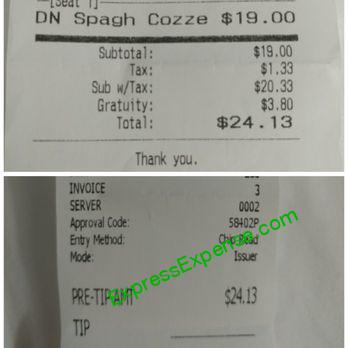 [Seat 1]
DN Spagh Cozze $19.00
Subtotal: $19.00
Tax: $1.33
Sub w/Tax: $20.33
Gratuity: $3.80
Total: $24.13
Thank you.
INVOICE 3
SERVER 0002
Approval Code: 58402P
Entry Method: Chip Read
Mode: Issuer
PRE-TIP AMT $24.13
TIP
ExpressExpense.com